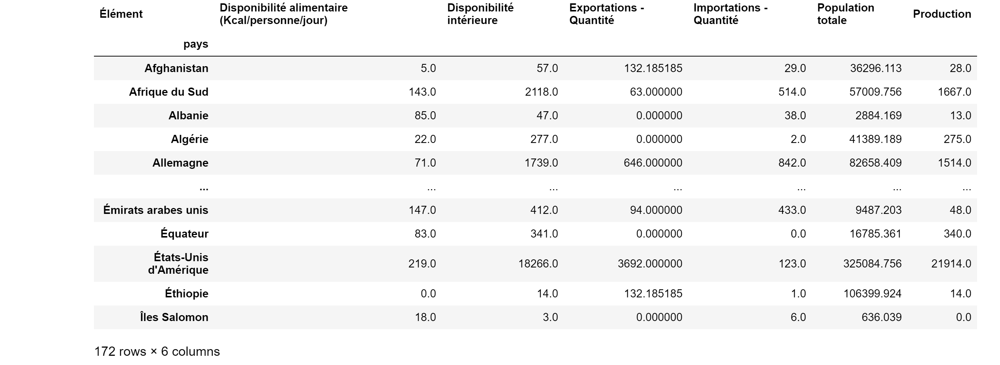 Élément Disponibilité alimentaire (Kcal/personne/jour) Disponibilité intérieure Exportations - Quantité Importations - Quantité Population totale Production
pays
Afghanistan 5.0 57.0 132.185185 29.0 36296.113 28.0
Afrique du Sud 143.0 2118.0 63.000000 514.0 57009.756 1667.0
Albanie 85.0 47.0 0.000000 38.0 2884.169 13.0
Algérie 22.0 277.0 0.000000 2.0 41389.189 275.0
Allemagne 71.0 1739.0 646.000000 842.0 82658.409 1514.0
... ... ... ... ... ... ...
Émirats arabes unis 147.0 412.0 94.000000 433.0 9487.203 48.0
Équateur 83.0 341.0 0.000000 0.0 16785.361 340.0
États-Unis d'Amérique 219.0 18266.0 3692.000000 123.0 325084.756 21914.0
Éthiopie 0.0 14.0 132.185185 1.0 106399.924 14.0
Îles Salomon 18.0 3.0 0.000000 6.0 636.039 0.0
172 rows × 6 columns